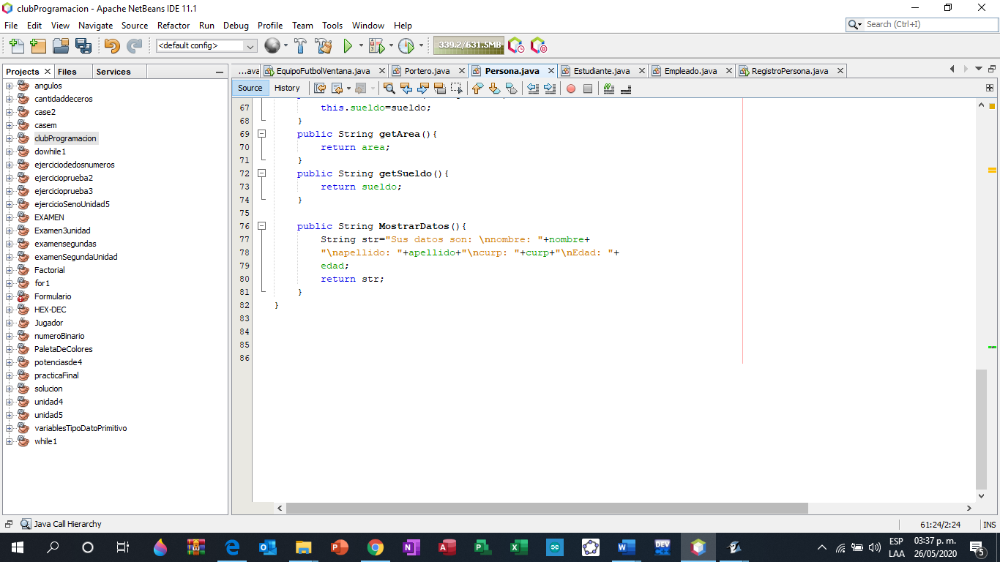 clubProgramacion - Apache NetBeans IDE 11.1
File Edit View Navigate Source Refactor Run Debug Profile Team Tools Window Help
Search (Ctrl+I)
<default config>
339.2/631.5MB
Projects Files Services
...ava EquipoFutbolVentana.java Portero.java Persona.java Estudiante.java Empleado.java RegistroPersona.java
Source History
angulos
cantidaddeceros
case2
casem
clubProgramacion
dowhile1
ejerciciodedosnumeros
ejercicioprueba2
ejercicioprueba3
ejercicioSenoUnidad5
EXAMEN
Examen3unidad
examensegundas
examenSegundaUnidad
Factorial
for1
Formulario
HEX-DEC
Jugador
numeroBinario
PaletaDeColores
potenciasde4
practicaFinal
solucion
unidad4
unidad5
variablesTipoDatoPrimitivo
while1
67 this.sueldo=sueldo;
68 }
69 public String getArea(){
70 return area;
71 }
72 public String getSueldo(){
73 return sueldo;
74 }
75
76 public String MostrarDatos(){
77 String str="Sus datos son: \nnombre: "+nombre+
78 "\napellido: "+apellido+"\ncurp: "+curp+"\nEdad: "+
79 edad;
80 return str;
81 }
82 }
83
84
85
86
Java Call Hierarchy
61:24/2:24 INS
ESP 03:37 p. m.
LAA 26/05/2020
5